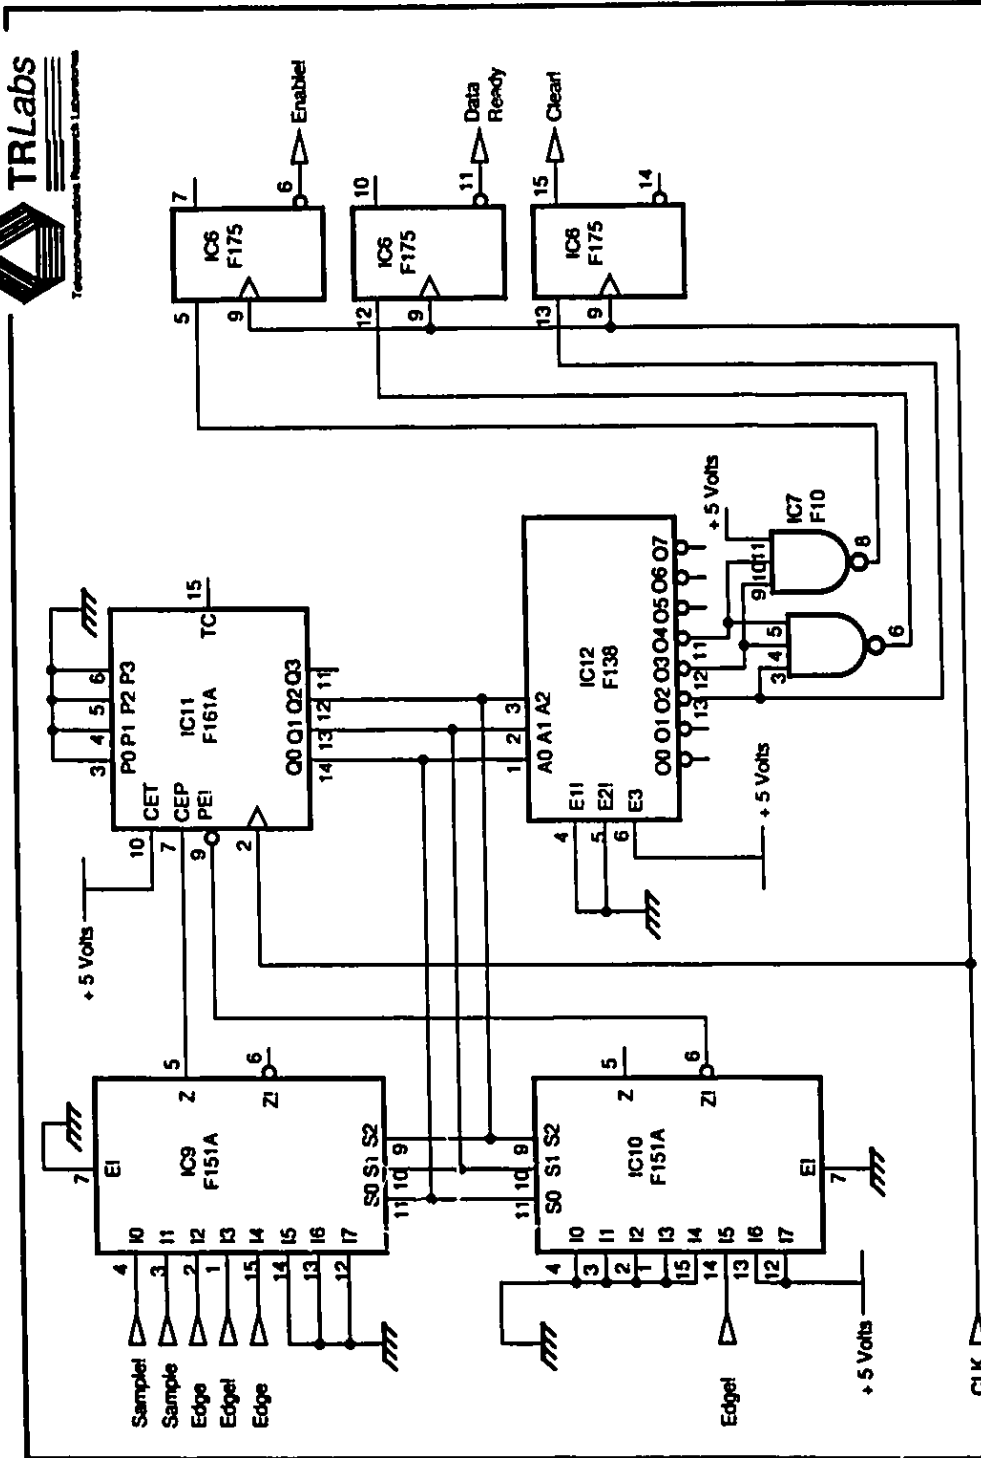 TRLabs
Telecommunications Research Laboratories
Enable!
Data
Ready
Clear!
7
6
IC6
F175
5
9
10
11
IC6
F175
12
9
15
14
IC6
F175
13
9
+ 5 Volts
3 4 5 6
P0 P1 P2 P3
CET
CEP
PE!
10
7
9
2
IC11
F161A
TC
15
Q0 Q1 Q2 Q3
14 13 12 11
1 2 3
A0 A1 A2
E1!
E2!
E3
4
5
6
IC12
F138
O0 O1 O2 O3 O4 O5 O6 O7
13 12 11
+ 5 Volts
+ 5 Volts
9 10 11
IC7
F10
8
3 4 5
6
7
E!
IC9
F151A
Z
5
Z!
6
Sample!
Sample
Edge
Edge!
Edge
4
3
2
1
15
14
13
12
I0
I1
I2
I3
I4
I5
I6
I7
S0 S1 S2
11 10 9
11 10 9
S0 S1 S2
IC10
F151A
Z
5
Z!
6
E!
7
4
3
2
1
15
14
13
12
I0
I1
I2
I3
I4
I5
I6
I7
Edge!
+ 5 Volts
CLK